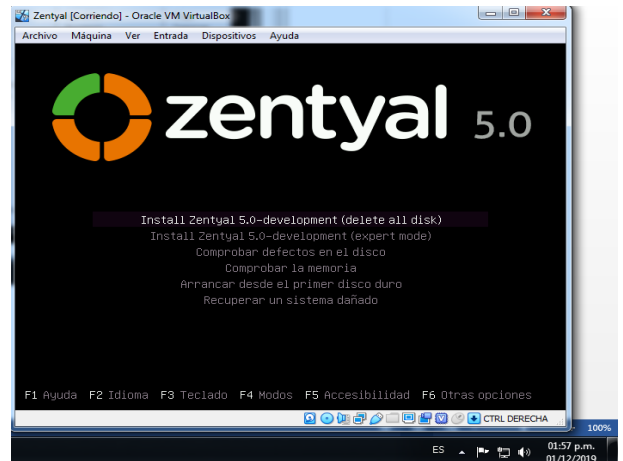 Zentyal [Corriendo] - Oracle VM VirtualBox
Archivo Máquina Ver Entrada Dispositivos Ayuda
zentyal 5.0
Install Zentyal 5.0-development (delete all disk)
Install Zentyal 5.0-development (expert mode)
Comprobar defectos en el disco
Comprobar la memoria
Arrancar desde el primer disco duro
Recuperar un sistema dañado
F1 Ayuda F2 Idioma F3 Teclado F4 Modos F5 Accesibilidad F6 Otras opciones
CTRL DERECHA
100%
ES 01:57 p.m.
01/12/2019